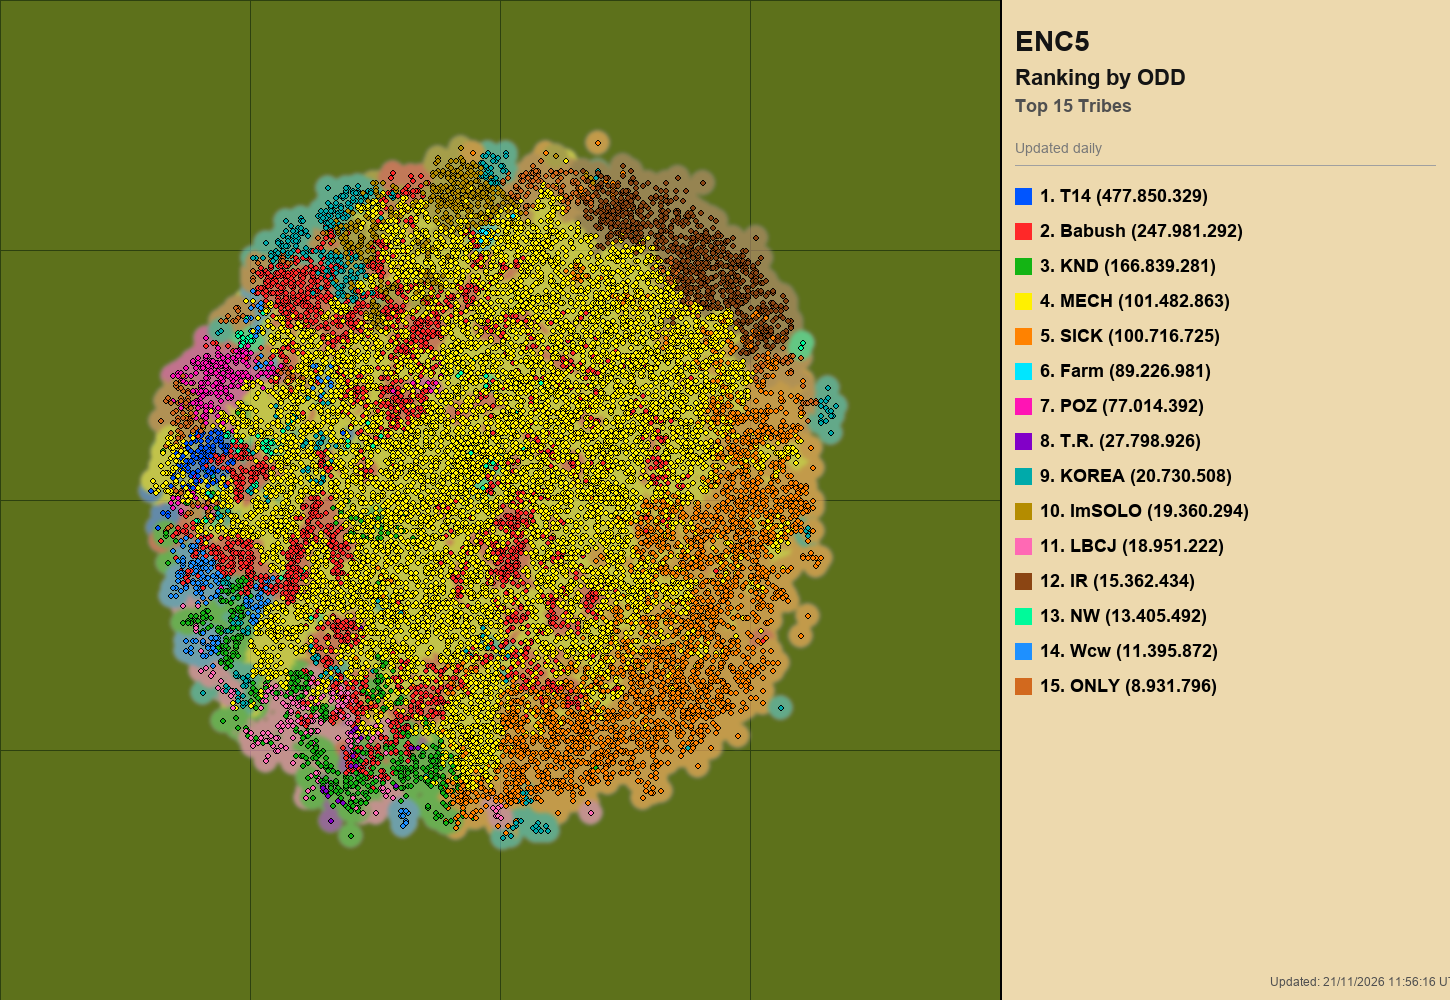 ENC5
Ranking by ODD
Top 15 Tribes
Updated daily
1. T14 (477.850.329)
2. Babush (247.981.292)
3. KND (166.839.281)
4. MECH (101.482.863)
5. SICK (100.716.725)
6. Farm (89.226.981)
7. POZ (77.014.392)
8. T.R. (27.798.926)
9. KOREA (20.730.508)
10. ImSOLO (19.360.294)
11. LBCJ (18.951.222)
12. IR (15.362.434)
13. NW (13.405.492)
14. Wcw (11.395.872)
15. ONLY (8.931.796)
Updated: 21/11/2026 11:56:16 U